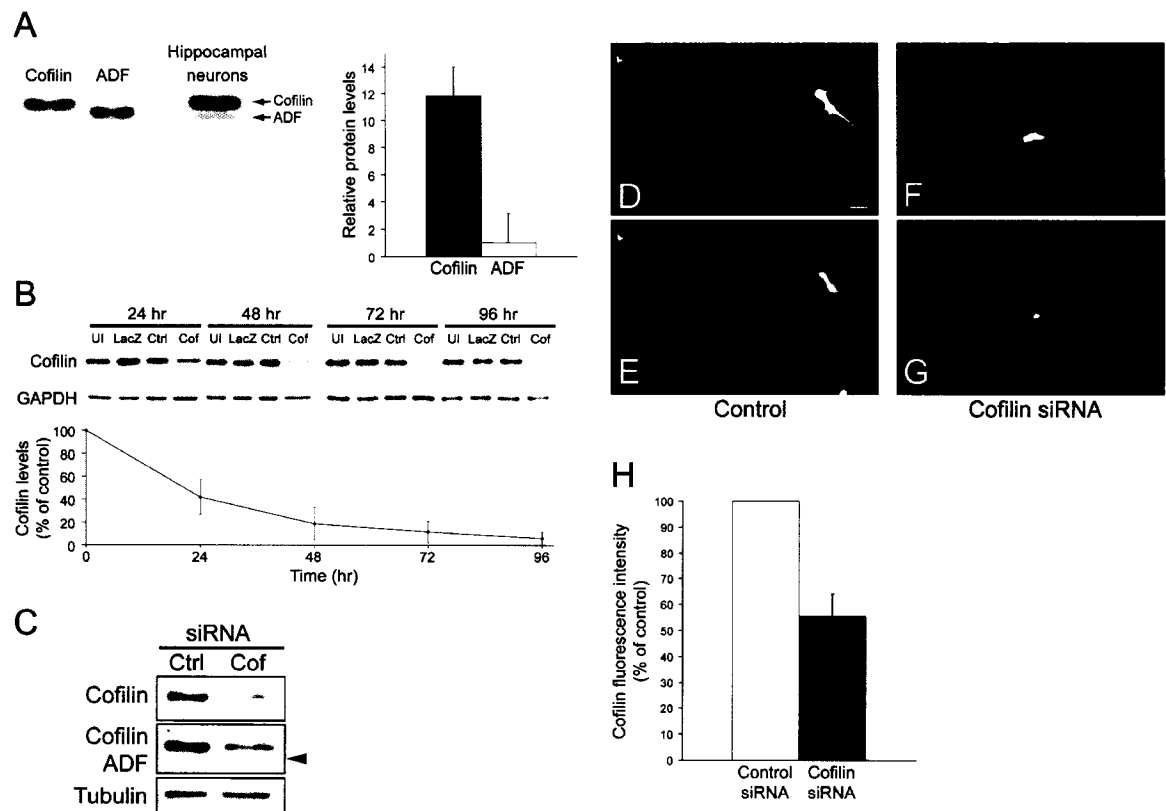 A
Hippocampal
neurons
Cofilin ADF
Cofilin
ADF
Relative protein levels
14
12
10
8
6
4
2
0
Cofilin ADF
B
24 hr 48 hr 72 hr 96 hr
UI LacZ Ctrl Cof UI LacZ Ctrl Cof UI LacZ Ctrl Cof UI LacZ Ctrl Cof
Cofilin
GAPDH
Cofilin levels
(% of control)
100
80
60
40
20
0
0 24 48 72 96
Time (hr)
C
siRNA
Ctrl Cof
Cofilin
Cofilin
ADF
Tubulin
D
F
E
G
Control
Cofilin siRNA
H
Cofilin fluorescence intensity
(% of control)
100
90
80
70
60
50
40
30
20
10
0
Control
siRNA
Cofilin
siRNA